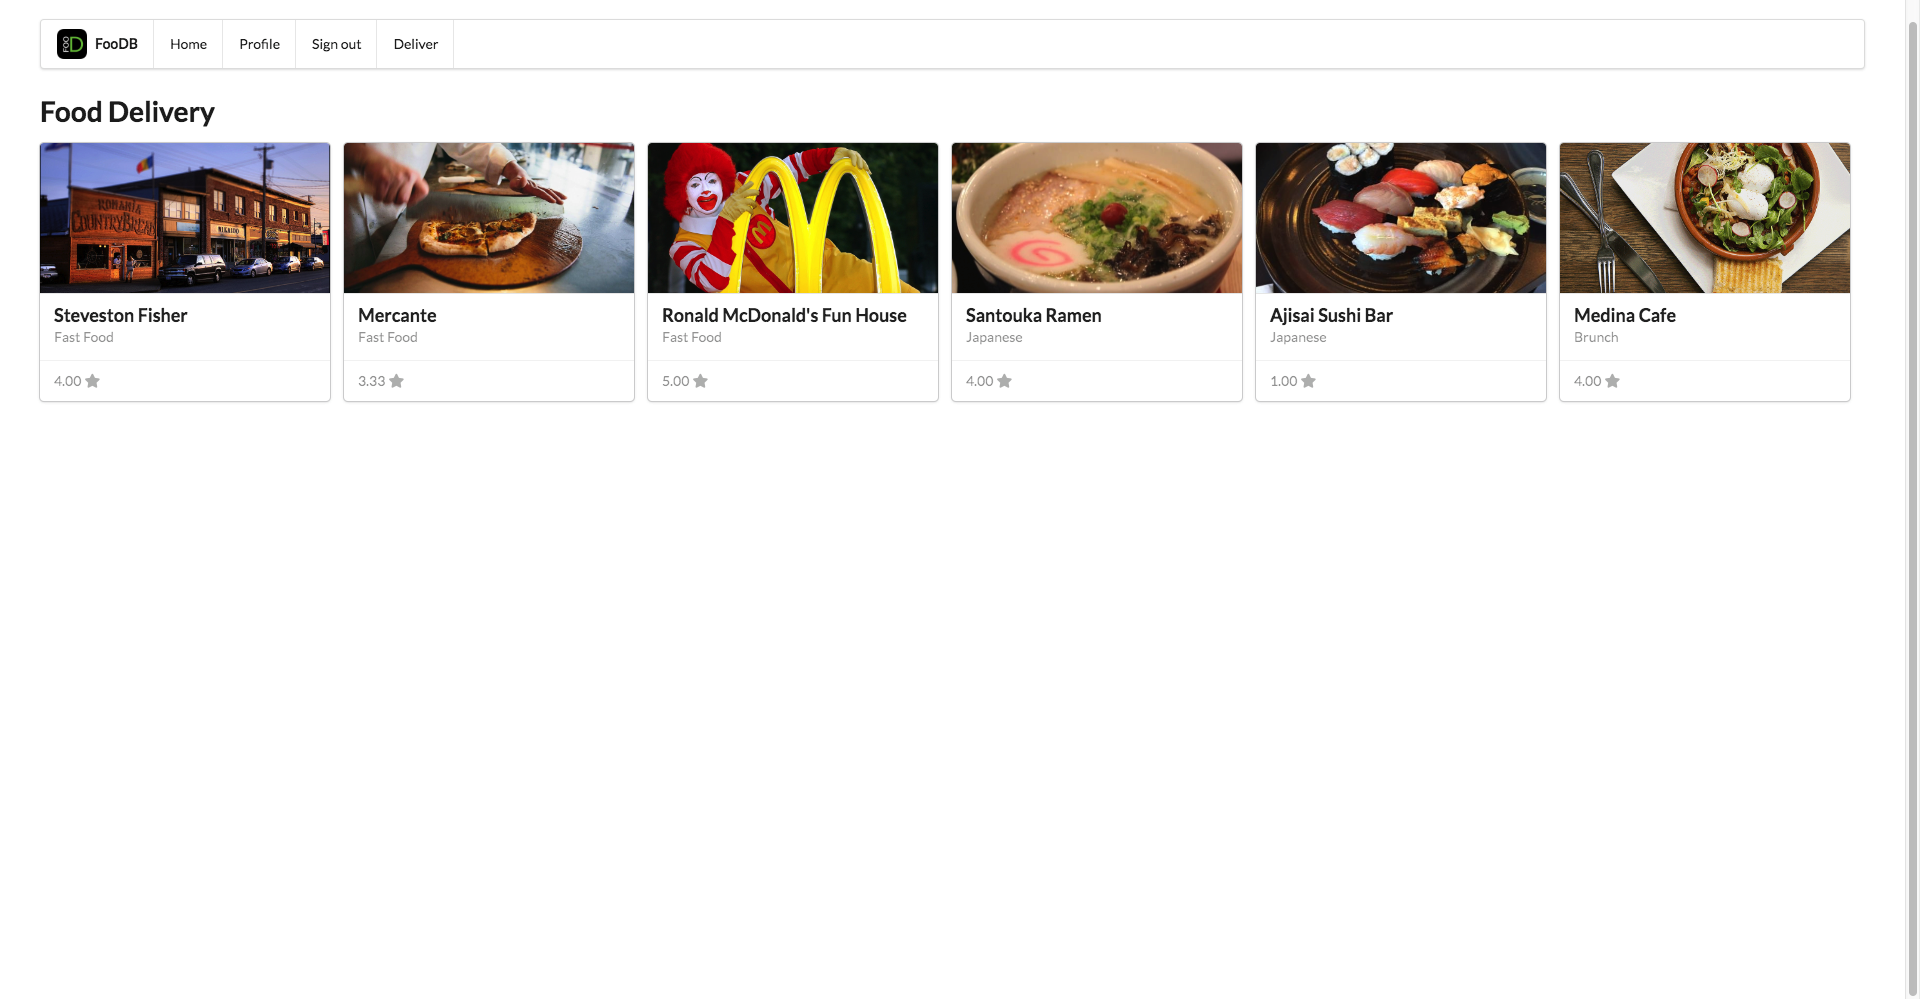 FOO D FooDB Home Profile Sign out Deliver
Food Delivery
ROMANIA
COUNTRY BREAD
MIKADO
Steveston Fisher
Fast Food
4.00
Mercante
Fast Food
3.33
M
Ronald McDonald's Fun House
Fast Food
5.00
Santouka Ramen
Japanese
4.00
Ajisai Sushi Bar
Japanese
1.00
Medina Cafe
Brunch
4.00